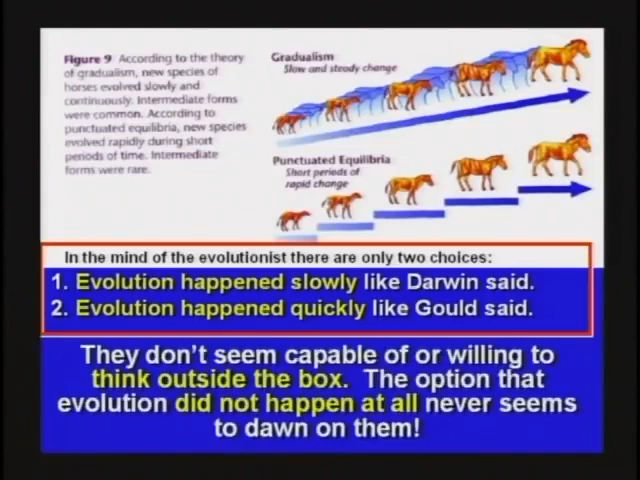 Figure 9 According to the theory
of gradualism, new species of
horses evolved slowly and
continuously. Intermediate forms
were common. According to
punctuated equilibria, new species
evolved rapidly during short
periods of time. Intermediate
forms were rare.
Gradualism
Slow and steady change
Punctuated Equilibria
Short periods of
rapid change
In the mind of the evolutionist there are only two choices:
1. Evolution happened slowly like Darwin said.
2. Evolution happened quickly like Gould said.
They don't seem capable of or willing to
think outside the box. The option that
evolution did not happen at all never seems
to dawn on them!